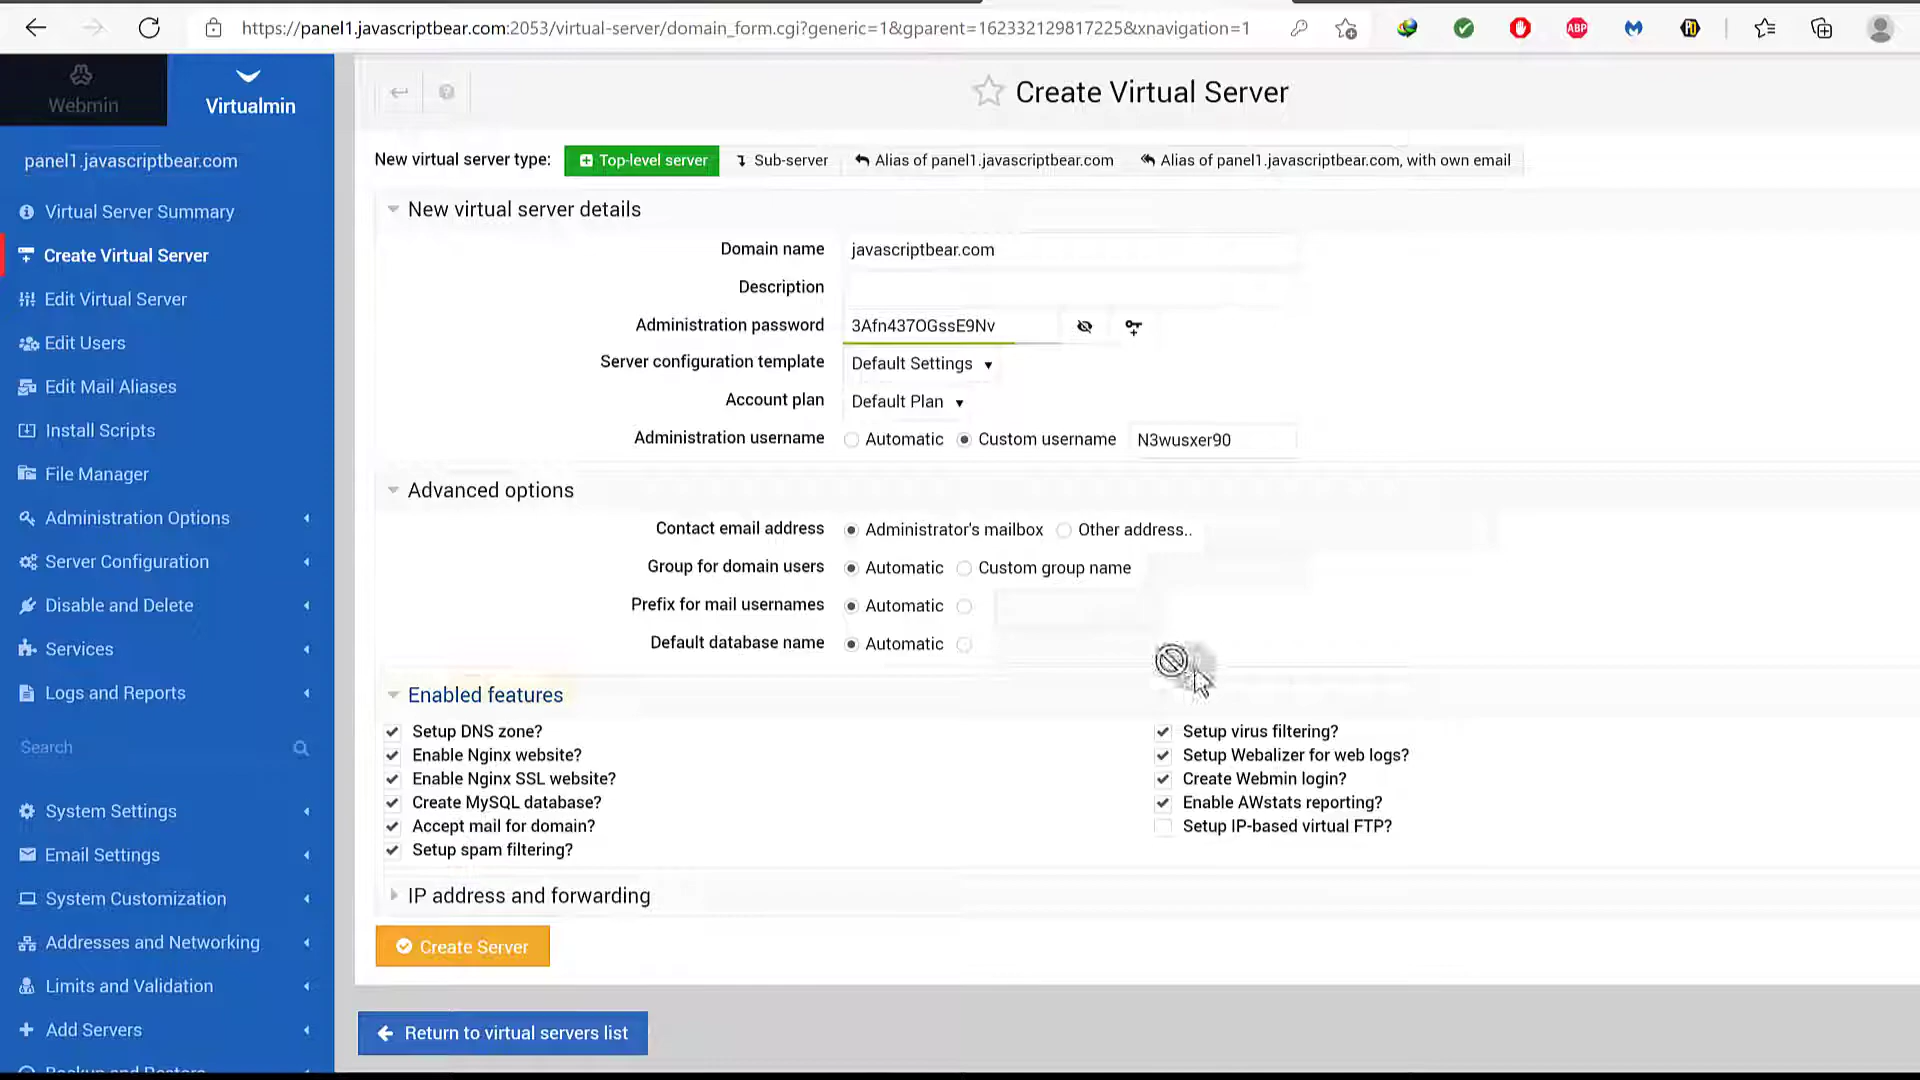 https://panel1.javascriptbear.com:2053/virtual-server/domain_form.cgi?generic=1&gparent=162332129817225&xnavigation=1
ABP
Webmin
Virtualmin
panel1.javascriptbear.com
Virtual Server Summary
Create Virtual Server
Edit Virtual Server
Edit Users
Edit Mail Aliases
Install Scripts
File Manager
Administration Options
Server Configuration
Disable and Delete
Services
Logs and Reports
Search
System Settings
Email Settings
System Customization
Addresses and Networking
Limits and Validation
Add Servers
Backup and Restore
Create Virtual Server
New virtual server type: Top-level server Sub-server Alias of panel1.javascriptbear.com Alias of panel1.javascriptbear.com, with own email
New virtual server details
Domain name javascriptbear.com
Description
Administration password 3Afn437OGssE9Nv
Server configuration template Default Settings
Account plan Default Plan
Administration username Automatic Custom username N3wusxer90
Advanced options
Contact email address Administrator's mailbox Other address..
Group for domain users Automatic Custom group name
Prefix for mail usernames Automatic
Default database name Automatic
Enabled features
Setup DNS zone? Setup virus filtering?
Enable Nginx website? Setup Webalizer for web logs?
Enable Nginx SSL website? Create Webmin login?
Create MySQL database? Enable AWstats reporting?
Accept mail for domain? Setup IP-based virtual FTP?
Setup spam filtering?
IP address and forwarding
Create Server
Return to virtual servers list